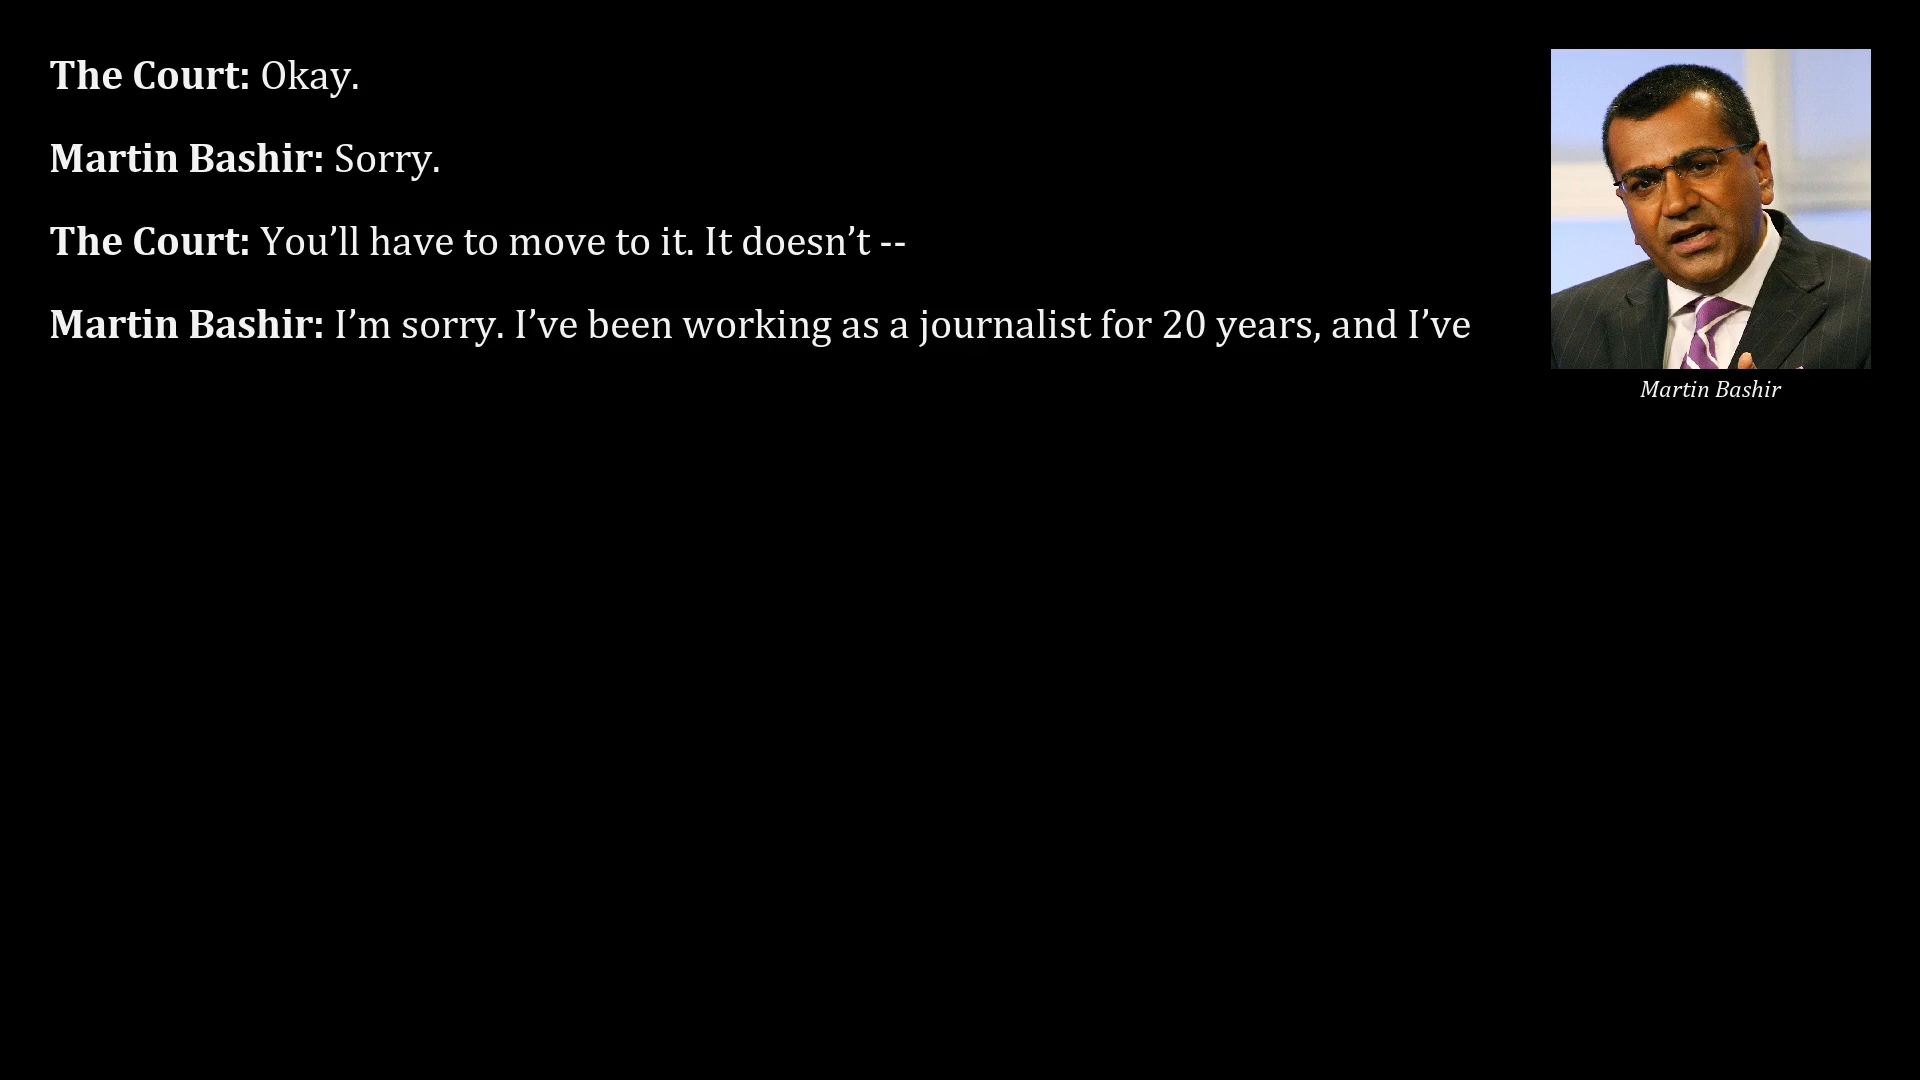 The Court: Okay.
Martin Bashir: Sorry.
The Court: You’ll have to move to it. It doesn’t --
Martin Bashir: I’m sorry. I’ve been working as a journalist for 20 years, and I’ve
Martin Bashir